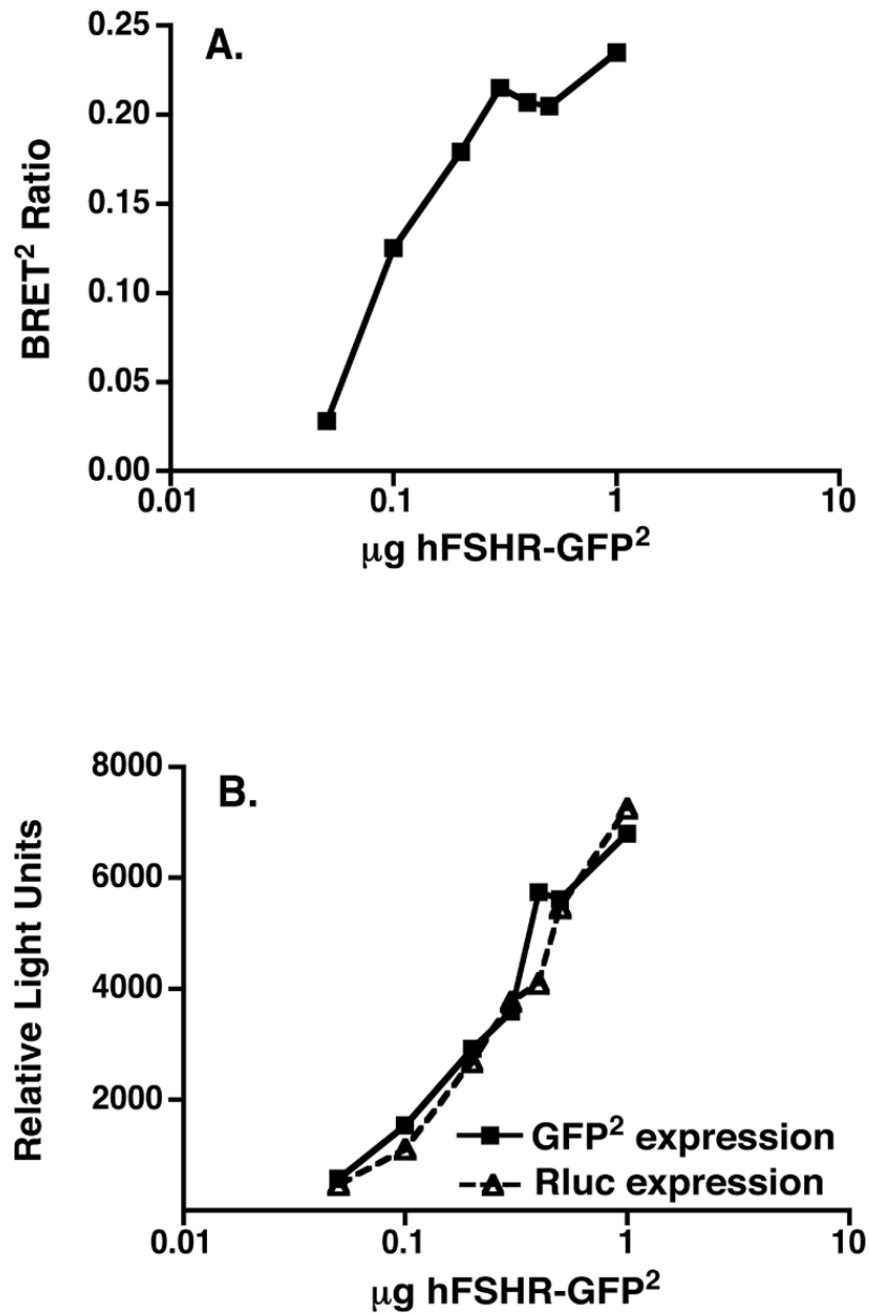 A.
BRET² Ratio
0.25
0.20
0.15
0.10
0.05
0.00
0.01
0.1
1
10
µg hFSHR-GFP²
B.
Relative Light Units
8000
6000
4000
2000
GFP² expression
Rluc expression
0.01
0.1
1
10
µg hFSHR-GFP²